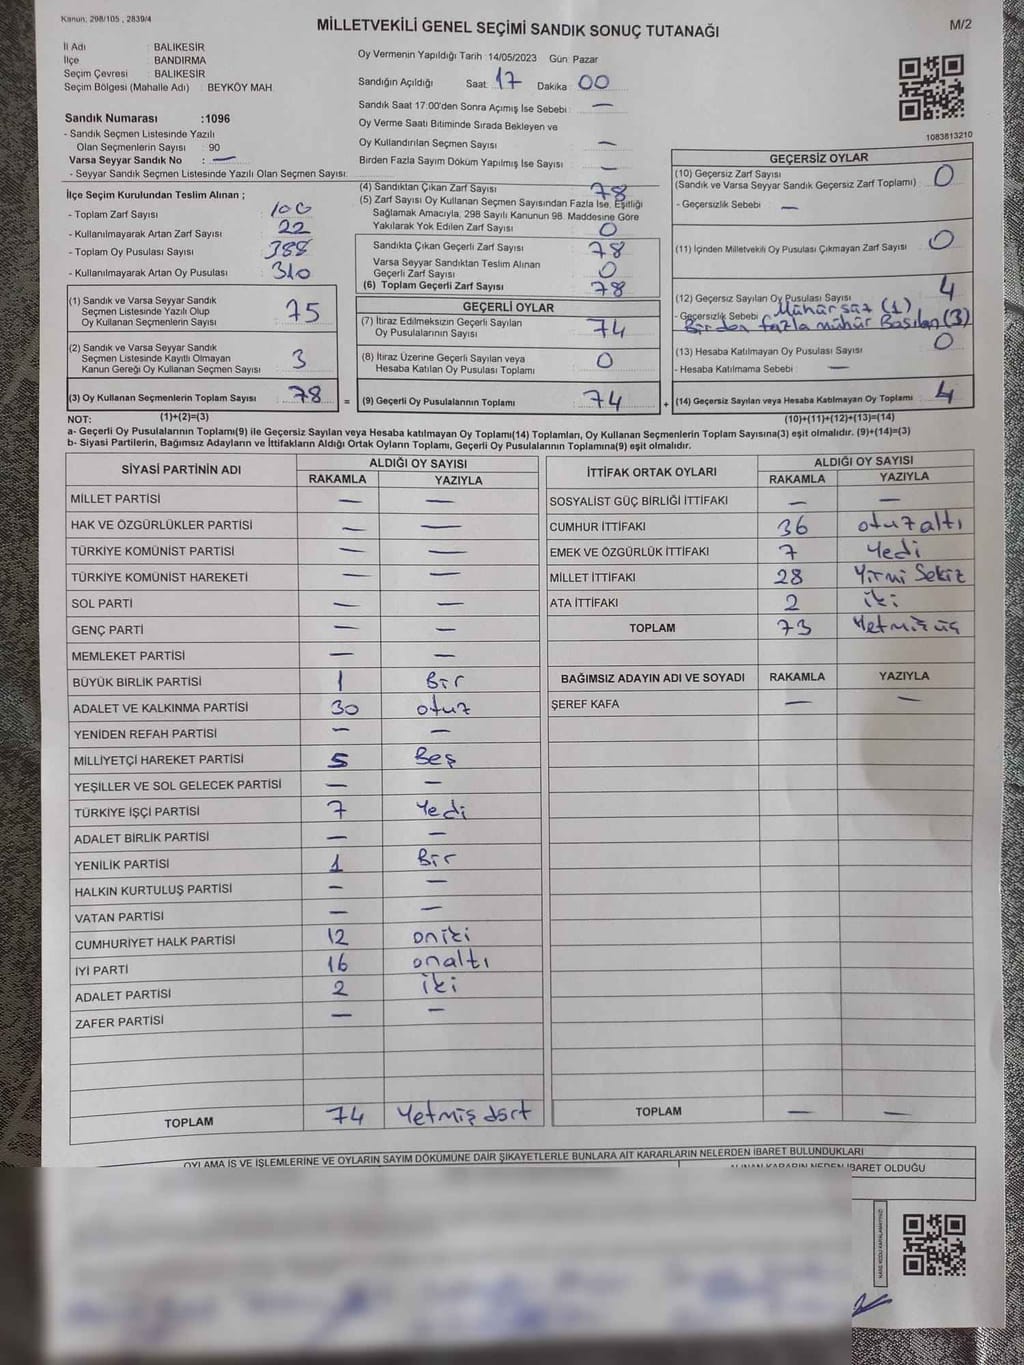 Kanun: 298/105 , 2839/4
MİLLETVEKİLİ GENEL SEÇİMİ SANDIK SONUÇ TUTANAĞI
M/2
İl Adı : BALIKESİR
İlçe : BANDIRMA
Seçim Çevresi : BALIKESİR
Seçim Bölgesi (Mahalle Adı) : BEYKÖY MAH.
Sandık Numarası :1096
- Sandık Seçmen Listesinde Yazılı
Olan Seçmenlerin Sayısı : 90
Varsa Seyyar Sandık No : —
- Seyyar Sandık Seçmen Listesinde Yazılı Olan Seçmen Sayısı:
Oy Vermenin Yapıldığı Tarih :14/05/2023 Gün: Pazar
Sandığın Açıldığı Saat: 17 Dakika: 00
Sandık Saat 17:00'den Sonra Açımış İse Sebebi : —
Oy Verme Saati Bitiminde Sırada Bekleyen ve
Oy Kullandırılan Seçmen Sayısı : —
Birden Fazla Sayım Döküm Yapılmış İse Sayısı : —
1083813210
İlçe Seçim Kurulundan Teslim Alınan ;
- Toplam Zarf Sayısı : 100
- Kullanılmayarak Artan Zarf Sayısı : 22
- Toplam Oy Pusulası Sayısı : 388
- Kullanılmayarak Artan Oy Pusulası : 310
(1) Sandık ve Varsa Seyyar Sandık
Seçmen Listesinde Yazılı Olup
Oy Kullanan Seçmenlerin Sayısı : 75
(2) Sandık ve Varsa Seyyar Sandık
Seçmen Listesinde Kayıtlı Olmayan
Kanun Gereği Oy Kullanan Seçmen Sayısı : 3
(3) Oy Kullanan Seçmenlerin Toplam Sayısı : 78 =
(4) Sandıktan Çıkan Zarf Sayısı : 78
(5) Zarf Sayısı Oy Kullanan Seçmen Sayısından Fazla İse, Eşitliği
Sağlamak Amacıyla, 298 Sayılı Kanunun 98. Maddesine Göre
Yakılarak Yok Edilen Zarf Sayısı : 0
Sandıkta Çıkan Geçerli Zarf Sayısı : 78
Varsa Seyyar Sandıktan Teslim Alınan
Geçerli Zarf Sayısı : 0
(6) Toplam Geçerli Zarf Sayısı : 78
GEÇERLİ OYLAR
(7) İtiraz Edilmeksizin Geçerli Sayılan
Oy Pusulalarının Sayısı : 74
(8) İtiraz Üzerine Geçerli Sayılan veya
Hesaba Katılan Oy Pusulası Toplamı : 0
(9) Geçerli Oy Pusulalarının Toplamı : 74 +
GEÇERSİZ OYLAR
(10) Geçersiz Zarf Sayısı
(Sandık ve Varsa Seyyar Sandık Geçersiz Zarf Toplamı) : 0
- Geçersizlik Sebebi : —
(11) İçinden Milletvekili Oy Pusulası Çıkmayan Zarf Sayısı : 0
(12) Geçersiz Sayılan Oy Pusulası Sayısı : 4
- Geçersizlik Sebebi : Mühürsüz (1)
Birden fazla mühür Basılan (3)
(13) Hesaba Katılmayan Oy Pusulası Sayısı : 0
- Hesaba Katılmama Sebebi : —
(14) Geçersiz Sayılan veya Hesaba Katılmayan Oy Toplamı : 4
NOT: (1)+(2)=(3) (10)+(11)+(12)+(13)=(14)
a- Geçerli Oy Pusulalarının Toplamı(9) ile Geçersiz Sayılan veya Hesaba katılmayan Oy Toplamı(14) Toplamları, Oy Kullanan Seçmenlerin Toplam Sayısına(3) eşit olmalıdır. (9)+(14)=(3)
b- Siyasi Partilerin, Bağımsız Adayların ve İttifakların Aldığı Ortak Oyların Toplamı, Geçerli Oy Pusulalarının Toplamına(9) eşit olmalıdır.
SİYASİ PARTİNİN ADI ALDIĞI OY SAYISI
RAKAMLA YAZIYLA
MİLLET PARTİSİ — —
HAK VE ÖZGÜRLÜKLER PARTİSİ — —
TÜRKİYE KOMÜNİST PARTİSİ — —
TÜRKİYE KOMÜNİST HAREKETİ — —
SOL PARTİ — —
GENÇ PARTİ — —
MEMLEKET PARTİSİ — —
BÜYÜK BİRLİK PARTİSİ 1 Bir
ADALET VE KALKINMA PARTİSİ 30 otuz
YENİDEN REFAH PARTİSİ — —
MİLLİYETÇİ HAREKET PARTİSİ 5 Beş
YEŞİLLER VE SOL GELECEK PARTİSİ — —
TÜRKİYE İŞÇİ PARTİSİ 7 Yedi
ADALET BİRLİK PARTİSİ — —
YENİLİK PARTİSİ 1 Bir
HALKIN KURTULUŞ PARTİSİ — —
VATAN PARTİSİ — —
CUMHURİYET HALK PARTİSİ 12 oniki
İYİ PARTİ 16 onaltı
ADALET PARTİSİ 2 iki
ZAFER PARTİSİ — —
TOPLAM 74 Yetmiş dört
İTTİFAK ORTAK OYLARI ALDIĞI OY SAYISI
RAKAMLA YAZIYLA
SOSYALİST GÜÇ BİRLİĞİ İTTİFAKI — —
CUMHUR İTTİFAKI 36 otuzaltı
EMEK VE ÖZGÜRLÜK İTTİFAKI 7 Yedi
MİLLET İTTİFAKI 28 Yirmi Sekiz
ATA İTTİFAKI 2 iki
TOPLAM 73 Yetmişüç
BAĞIMSIZ ADAYIN ADI VE SOYADI RAKAMLA YAZIYLA
ŞEREF KAFA — —
TOPLAM — —
OYLAMA İŞ VE İŞLEMLERİNE VE OYLARIN SAYIM DÖKÜMÜNE DAİR ŞİKAYETLERLE BUNLARA AİT KARARLARIN NELERDEN İBARET BULUNDUKLARI
ALINAN KARARIN NEDEN İBARET OLDUĞU